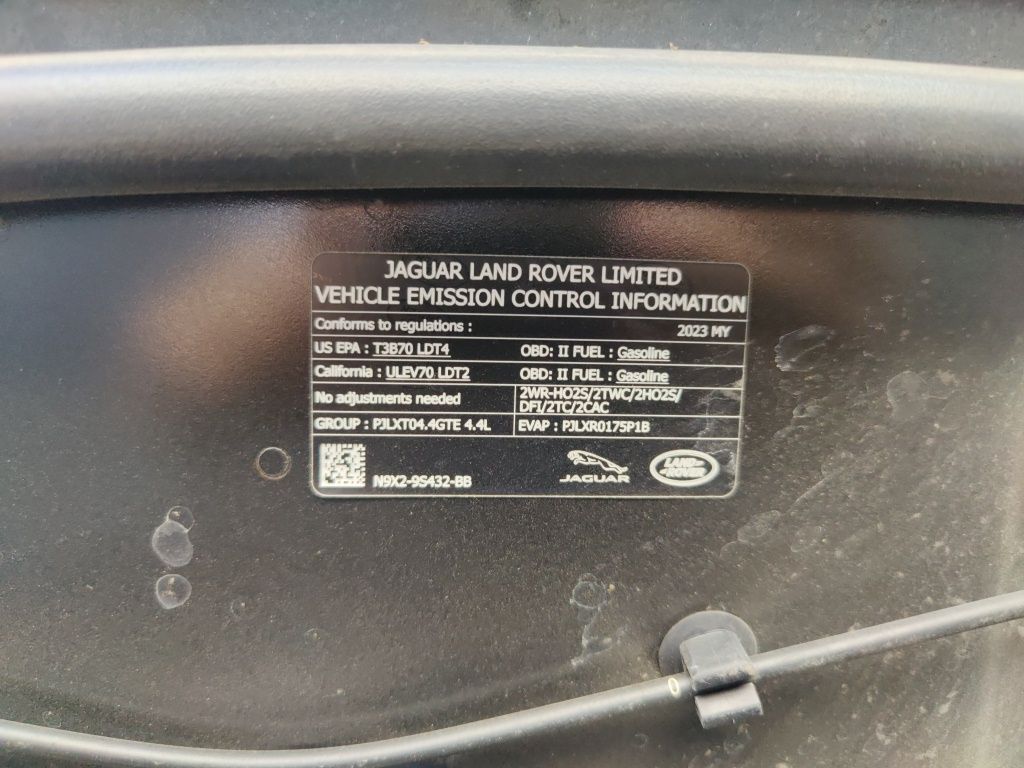 JAGUAR LAND ROVER LIMITED
VEHICLE EMISSION CONTROL INFORMATION
Conforms to regulations : 2023 MY
US EPA : T3B70 LDT4 OBD: II FUEL : Gasoline
California : ULEV70 LDT2 OBD: II FUEL : Gasoline
No adjustments needed 2WR-HO2S/2TWC/2HO2S/
DFI/2TC/2CAC
GROUP : PJLXT04.4GTE 4.4L EVAP : PJLXR0175P1B
N9X2-9S432-BB JAGUAR LAND-ROVER